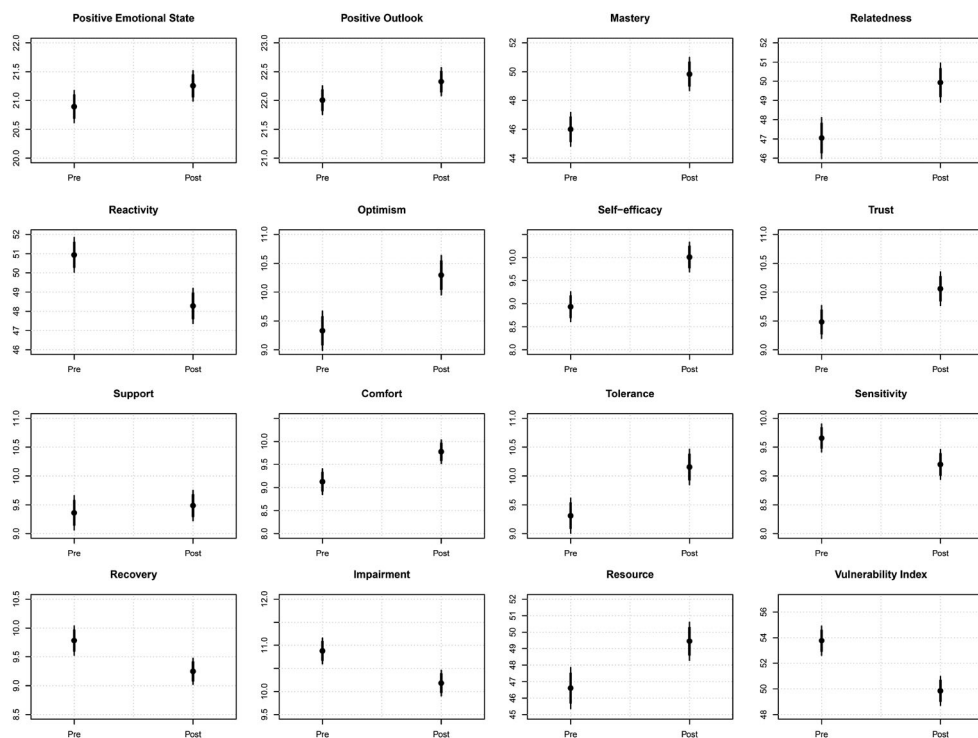 Positive Emotional State
22.0
21.5
21.0
20.5
20.0
Pre Post
Positive Outlook
23.0
22.5
22.0
21.5
21.0
Pre Post
Mastery
52
50
48
46
44
Pre Post
Relatedness
52
51
50
49
48
47
46
Pre Post
Reactivity
52
51
50
49
48
47
46
Pre Post
Optimism
11.0
10.5
10.0
9.5
9.0
Pre Post
Self−efficacy
10.0
9.5
9.0
8.5
8.0
Pre Post
Trust
11.0
10.5
10.0
9.5
9.0
Pre Post
Support
11.0
10.5
10.0
9.5
9.0
Pre Post
Comfort
10.0
9.5
9.0
8.5
8.0
Pre Post
Tolerance
11.0
10.5
10.0
9.5
9.0
Pre Post
Sensitivity
10.0
9.5
9.0
8.5
8.0
Pre Post
Recovery
10.5
10.0
9.5
9.0
8.5
Pre Post
Impairment
12.0
11.0
10.0
9.5
Pre Post
Resource
52
51
50
49
48
47
46
45
Pre Post
Vulnerability Index
56
54
52
50
48
Pre Post